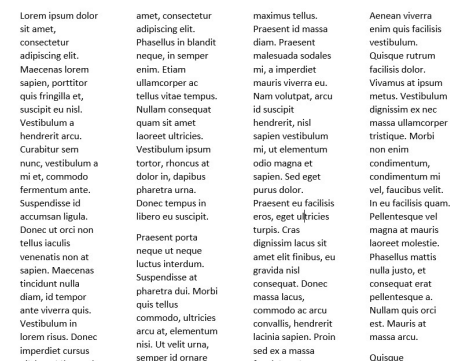 Lorem ipsum dolor
sit amet,
consectetur
adipiscing elit.
Maecenas lorem
sapien, porttitor
quis fringilla et,
suscipit eu nisl.
Vestibulum a
hendrerit arcu.
Curabitur sem
nunc, vestibulum a
mi et, commodo
fermentum ante.
Suspendisse id
accumsan ligula.
Donec ut orci non
tellus iaculis
venenatis non at
sapien. Maecenas
tincidunt nulla
diam, id tempor
ante viverra quis.
Vestibulum in
lorem risus. Donec
imperdiet cursus
amet, consectetur
adipiscing elit.
Phasellus in blandit
neque, in semper
enim. Etiam
ullamcorper ac
tellus vitae tempus.
Nullam consequat
quam sit amet
laoreet ultricies.
Vestibulum ipsum
tortor, rhoncus at
dolor in, dapibus
pharetra urna.
Donec tempus in
libero eu suscipit.
Praesent porta
neque ut neque
luctus interdum.
Suspendisse at
pharetra dui. Morbi
quis tellus
commodo, ultricies
arcu at, elementum
nisi. Ut velit urna,
semper id ornare
maximus tellus.
Praesent id massa
diam. Praesent
malesuada sodales
mi, a imperdiet
mauris viverra eu.
Nam volutpat, arcu
id suscipit
hendrerit, nisl
sapien vestibulum
mi, ut elementum
odio magna et
sapien. Sed eget
purus dolor.
Praesent eu facilisis
eros, eget ultricies
turpis. Cras
dignissim lacus sit
amet elit finibus, eu
gravida nisl
consequat. Donec
massa lacus,
commodo ac arcu
convallis, hendrerit
lacinia sapien. Proin
sed ex a massa
Aenean viverra
enim quis facilisis
vestibulum.
Quisque rutrum
facilisis dolor.
Vivamus at ipsum
metus. Vestibulum
dignissim ex nec
massa ullamcorper
tristique. Morbi
non enim
condimentum,
condimentum mi
vel, faucibus velit.
In eu facilisis quam.
Pellentesque vel
magna at mauris
laoreet molestie.
Phasellus mattis
nulla justo, et
consequat erat
pellentesque a.
Nullam quis orci
est. Mauris at
massa arcu.
Quisque